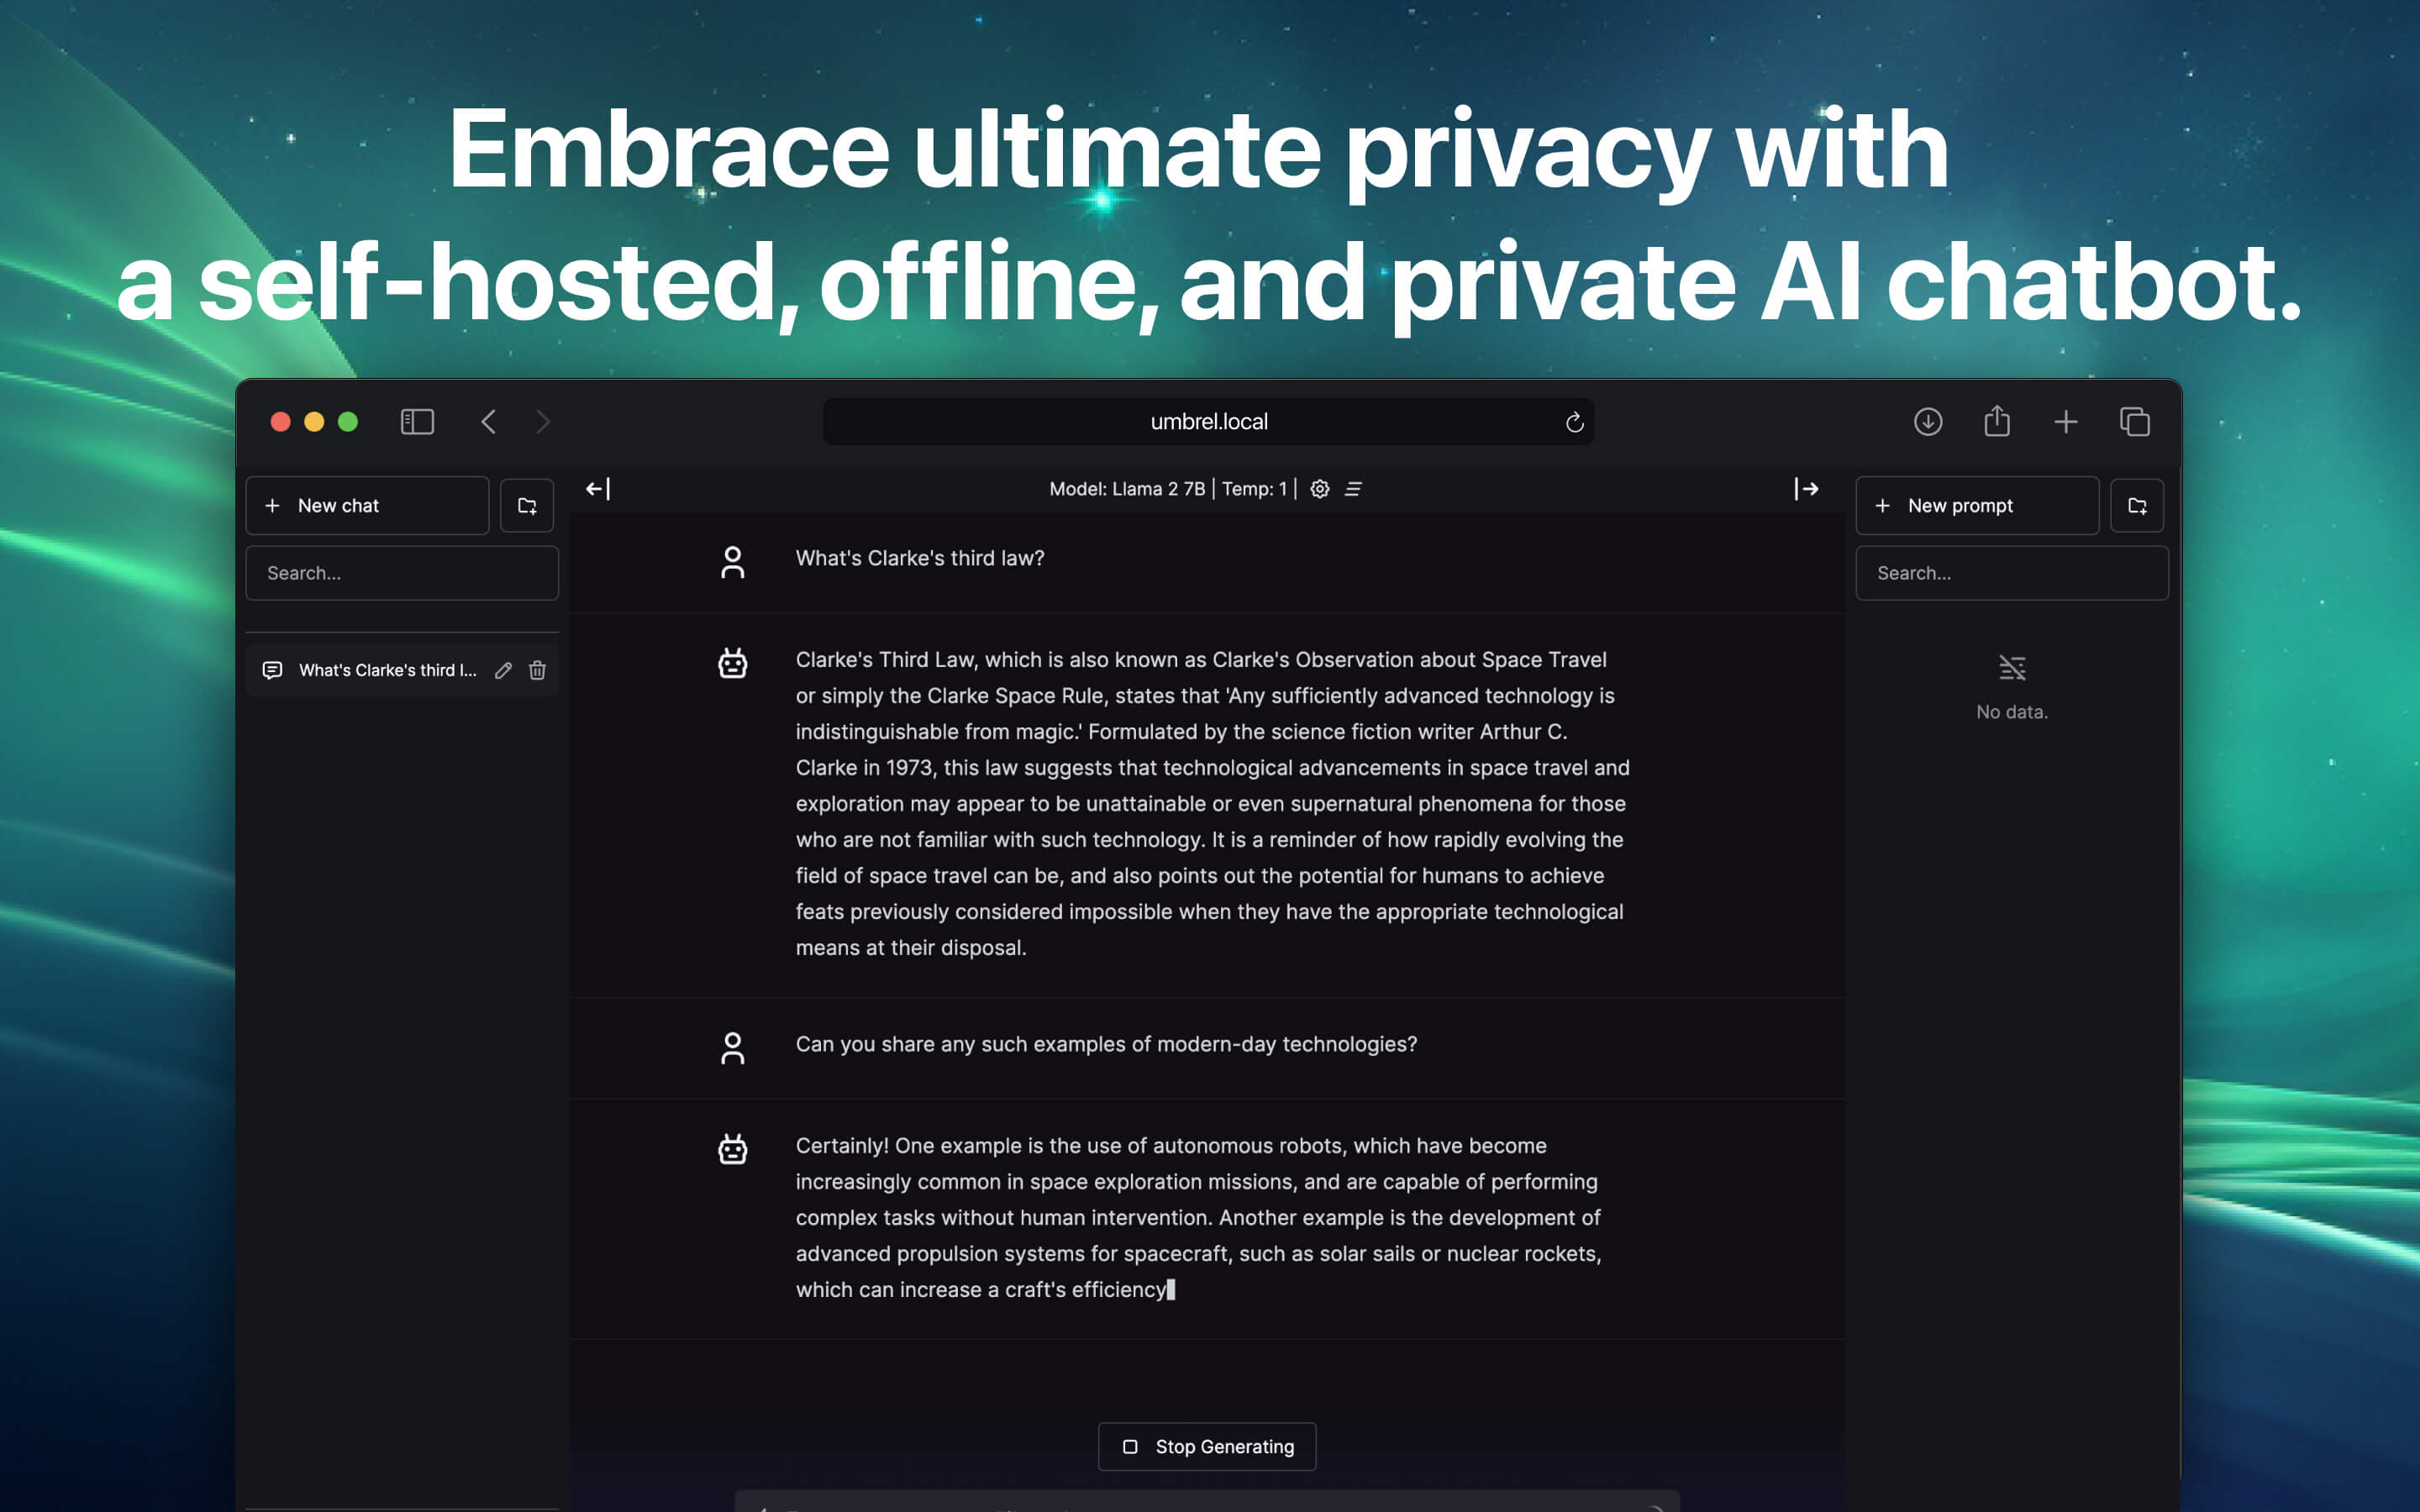 Embrace ultimate privacy with
a self-hosted, offline, and private AI chatbot.
umbrel.local
New chat
Search...
What's Clarke's third l...
Model: Llama 2 7B | Temp: 1 |
What's Clarke's third law?
Clarke's Third Law, which is also known as Clarke's Observation about Space Travel
or simply the Clarke Space Rule, states that 'Any sufficiently advanced technology is
indistinguishable from magic.' Formulated by the science fiction writer Arthur C.
Clarke in 1973, this law suggests that technological advancements in space travel and
exploration may appear to be unattainable or even supernatural phenomena for those
who are not familiar with such technology. It is a reminder of how rapidly evolving the
field of space travel can be, and also points out the potential for humans to achieve
feats previously considered impossible when they have the appropriate technological
means at their disposal.
Can you share any such examples of modern-day technologies?
Certainly! One example is the use of autonomous robots, which have become
increasingly common in space exploration missions, and are capable of performing
complex tasks without human intervention. Another example is the development of
advanced propulsion systems for spacecraft, such as solar sails or nuclear rockets,
which can increase a craft's efficiency
Stop Generating
New prompt
Search...
No data.